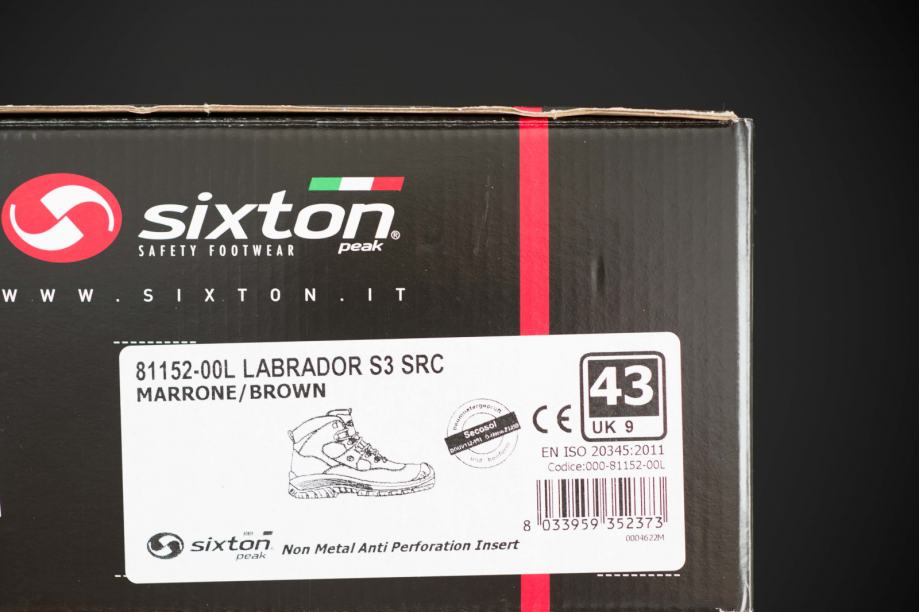 sixton®
peak
SAFETY FOOTWEAR
WWW.SIXTON.IT
81152-00L LABRADOR S3 SRC
MARRONE/BROWN
43
UK 9
Secosol
CE
EN ISO 20345:2011
Codice:000-81152-00L
8 033959 352373
0004622M
sixton
peak
Non Metal Anti Perforation Insert